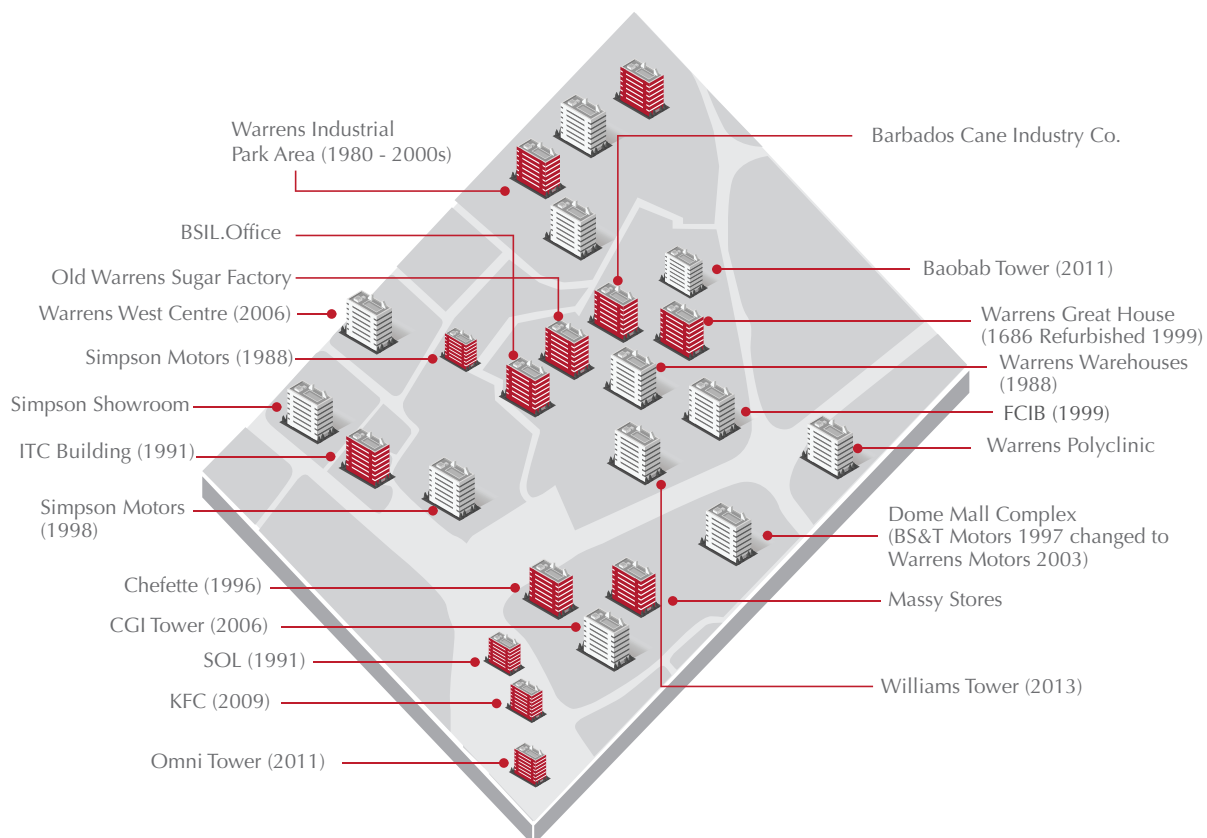 Warrens Industrial
Park Area (1980 - 2000s)
BSIL.Office
Old Warrens Sugar Factory
Warrens West Centre (2006)
Simpson Motors (1988)
Simpson Showroom
ITC Building (1991)
Simpson Motors
(1998)
Chefette (1996)
CGI Tower (2006)
SOL (1991)
KFC (2009)
Omni Tower (2011)
Barbados Cane Industry Co.
Baobab Tower (2011)
Warrens Great House
(1686 Refurbished 1999)
Warrens Warehouses
(1988)
FCIB (1999)
Warrens Polyclinic
Dome Mall Complex
(BS&T Motors 1997 changed to
Warrens Motors 2003)
Massy Stores
Williams Tower (2013)